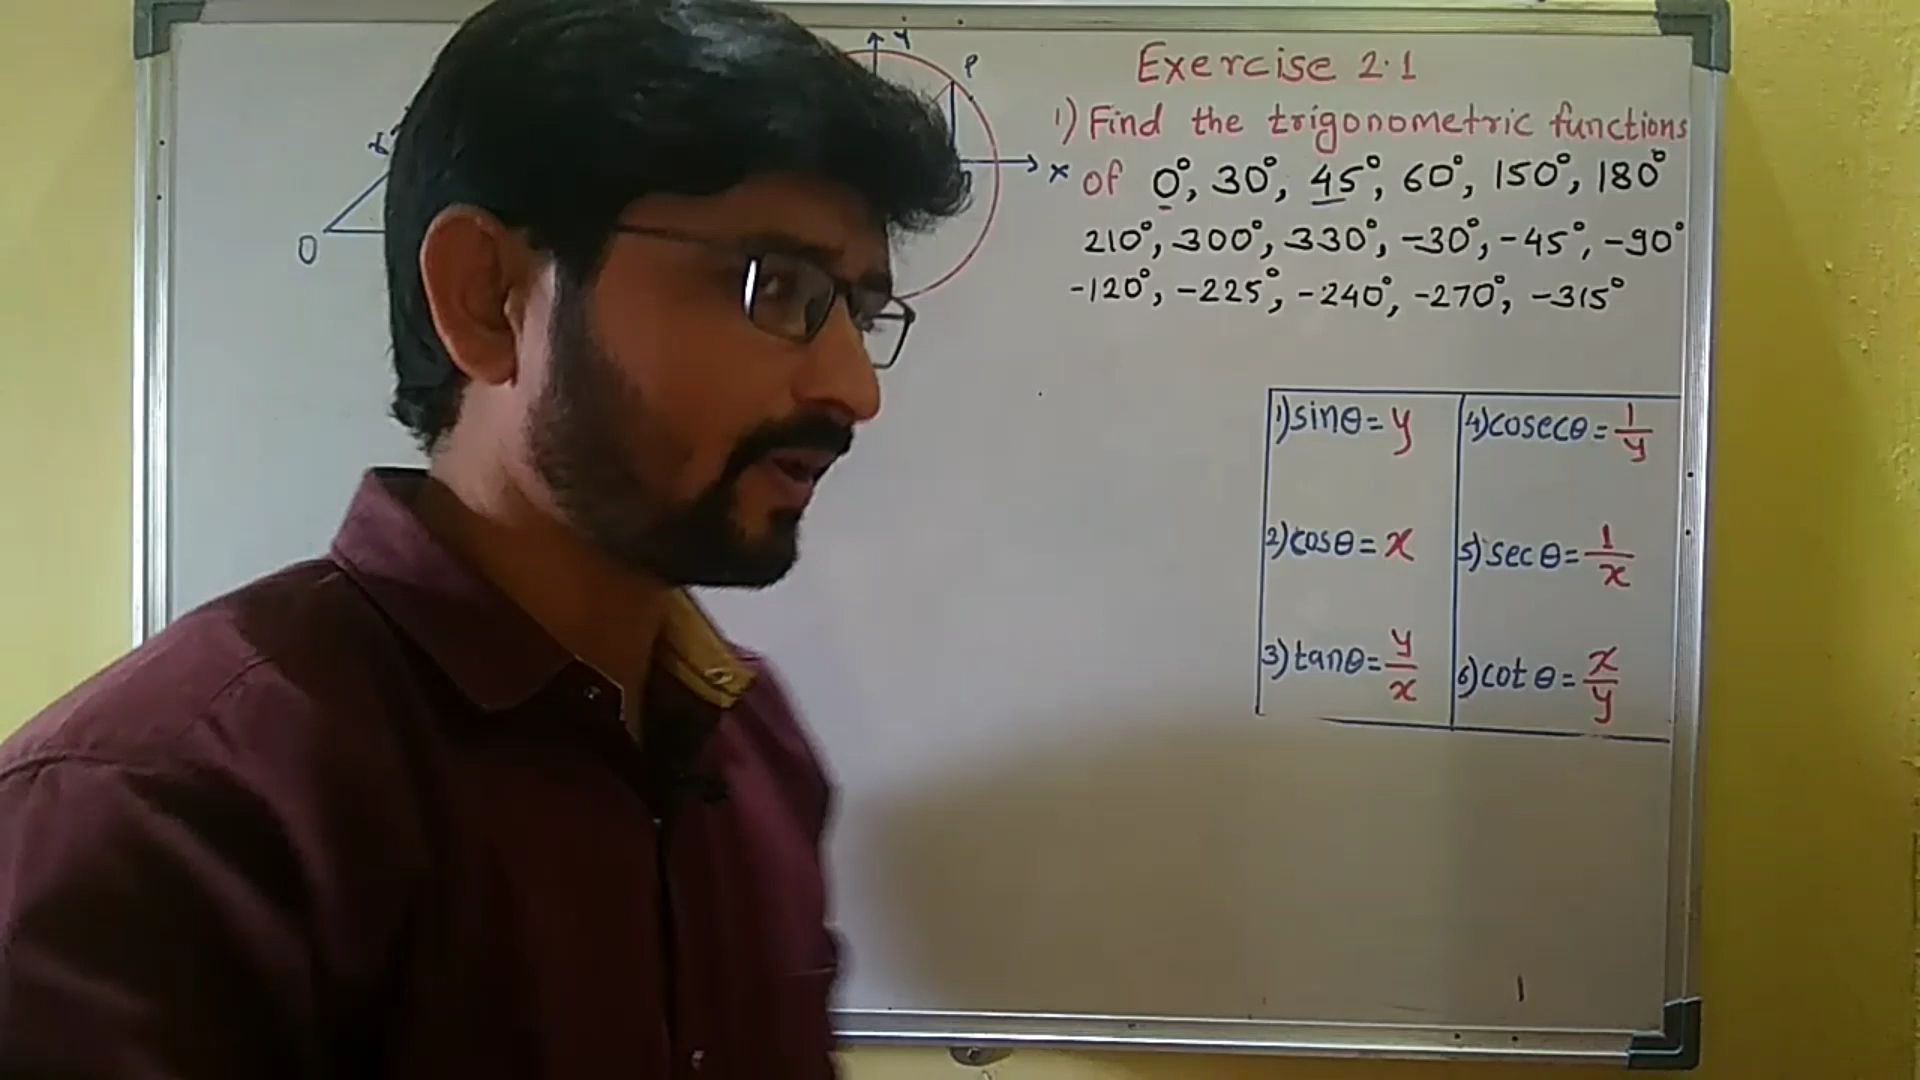 Y
P
X
O
Exercise 2.1
1) Find the trigonometric functions
of 0°, 30°, 45°, 60°, 150°, 180°
210°, 300°, 330°, -30°, -45°, -90°
-120°, -225°, -240°, -270°, -315°
1) sinθ = y
4) cosecθ = 1/y
2) cosθ = x
5) sec θ = 1/x
3) tanθ = y/x
6) cot θ = x/y
1